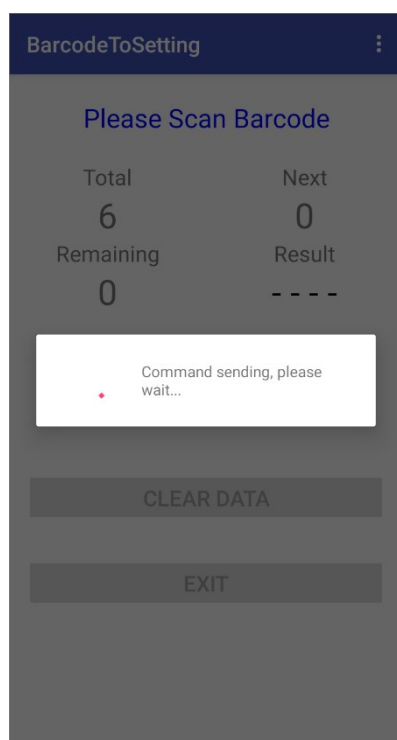 BarcodeToSetting
Please Scan Barcode
Total Next
6 0
Remaining Result
0 - - - -
Command sending, please
wait...
CLEAR DATA
EXIT